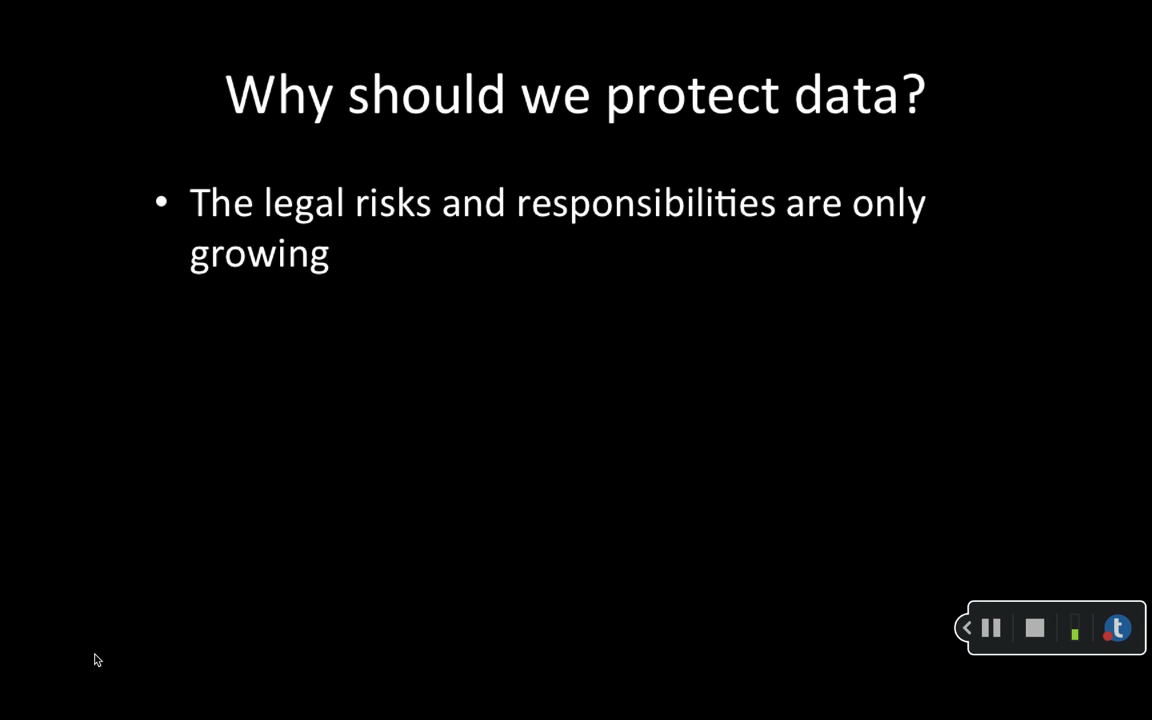 Why should we protect data?
• The legal risks and responsibilities are only
growing
t